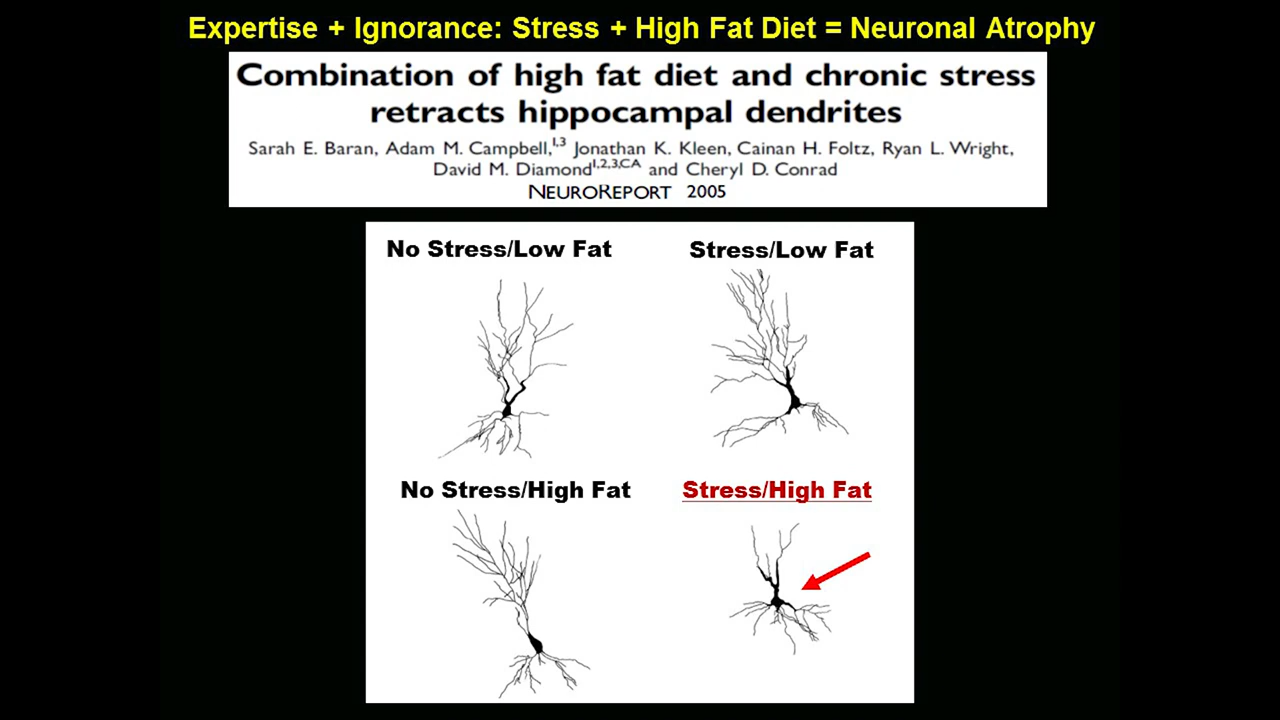 Expertise + Ignorance: Stress + High Fat Diet = Neuronal Atrophy
Combination of high fat diet and chronic stress
retracts hippocampal dendrites
Sarah E. Baran, Adam M. Campbell,1,3 Jonathan K. Kleen, Cainan H. Foltz, Ryan L. Wright,
David M. Diamond1,2,3,CA and Cheryl D. Conrad
NEUROREPORT 2005
No Stress/Low Fat
Stress/Low Fat
No Stress/High Fat
Stress/High Fat